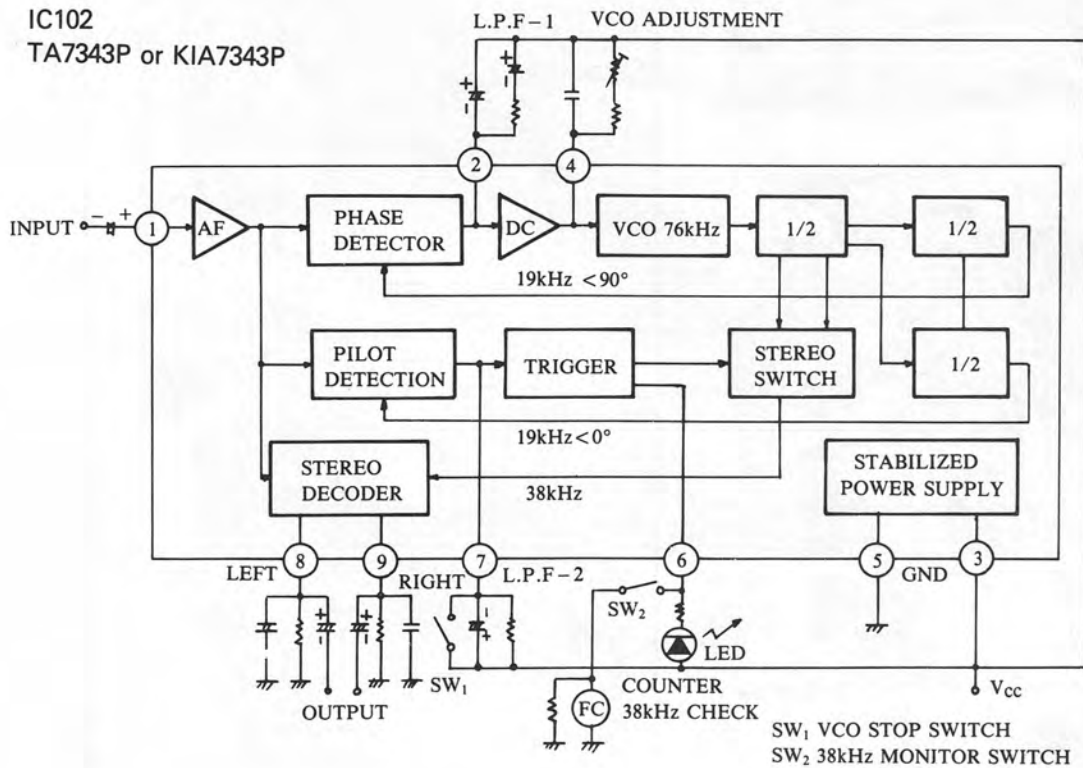 IC102
TA7343P or KIA7343P
L.P.F-1
VCO ADJUSTMENT
2
4
INPUT
- +
1
AF
PHASE
DETECTOR
DC
VCO 76kHz
1/2
1/2
19kHz <90°
PILOT
DETECTION
TRIGGER
STEREO
SWITCH
1/2
19kHz<0°
STEREO
DECODER
38kHz
STABILIZED
POWER SUPPLY
8
9
7
6
5
3
LEFT
RIGHT
L.P.F-2
GND
SW₂
LED
SW₁
OUTPUT
FC
COUNTER
38kHz CHECK
Vcc
SW₁ VCO STOP SWITCH
SW₂ 38kHz MONITOR SWITCH